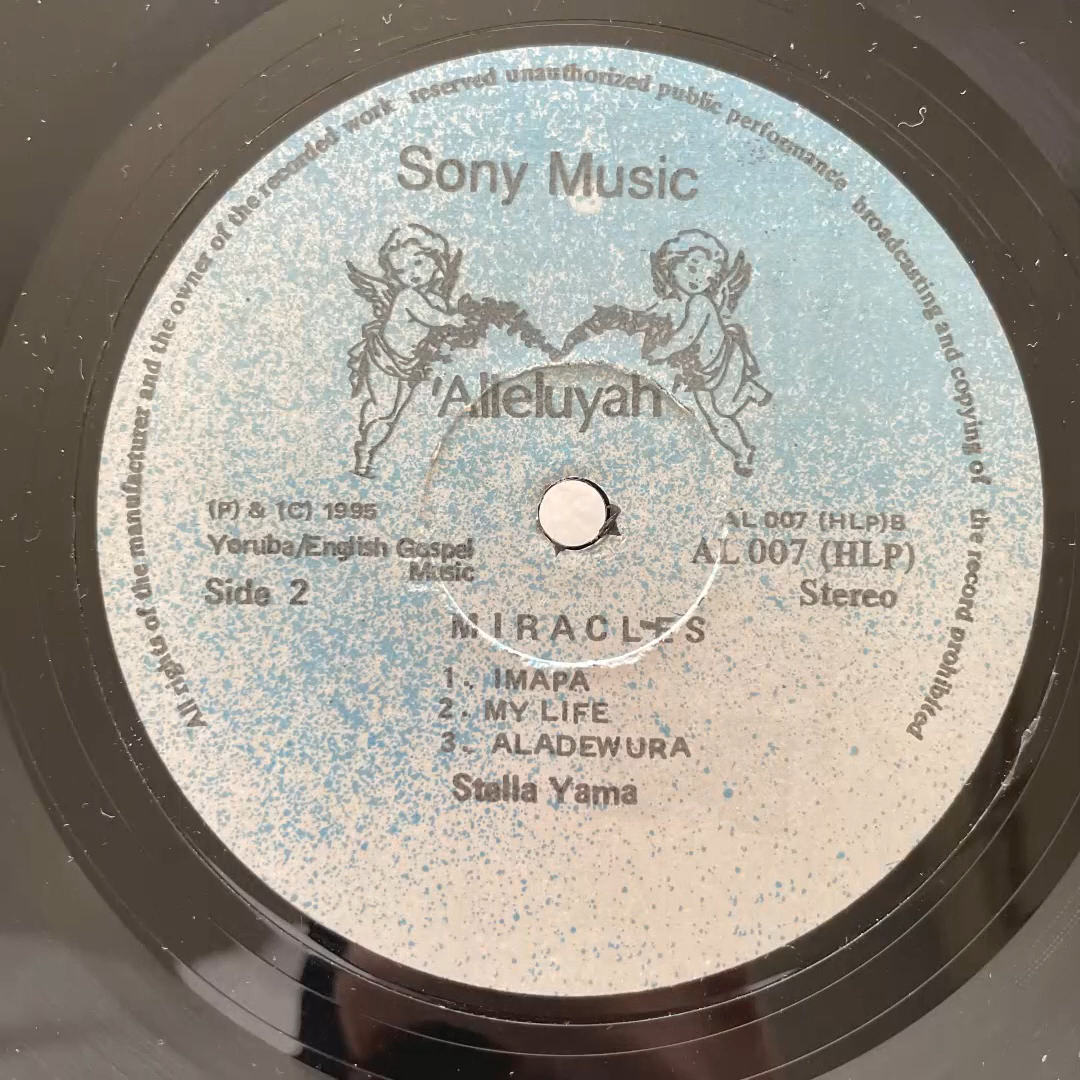 All rights of the manufacturer and the owner of the recorded work reserved unauthorized public performance broadcasting and copying of the record prohibited
Sony Music
'Alleluyah'
(P) & (C) 1995
Yoruba/English Gospel
Music
Side 2
AL 007 (HLP)B
AL 007 (HLP)
Stereo
MIRACLES
1. IMAPA
2. MY LIFE
3. ALADEWURA
Stella Yama